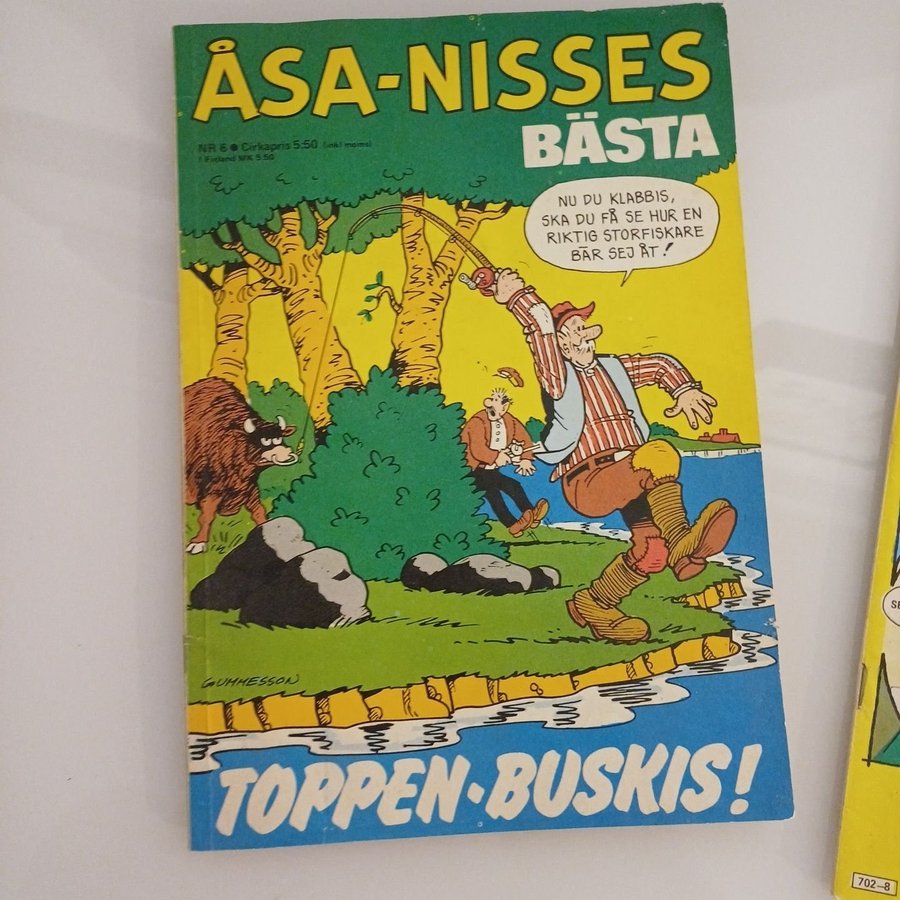 ÅSA-NISSES
BÄSTA
NR 6 ● Cirkapris 5:50 (inkl moms)
I Finland MK 5:50
NU DU KLABBIS,
SKA DU FÅ SE HUR EN
RIKTIG STORFISKARE
BÄR SEJ ÅT!
GUMMESSON
TOPPEN-BUSKIS!
SE
702-8